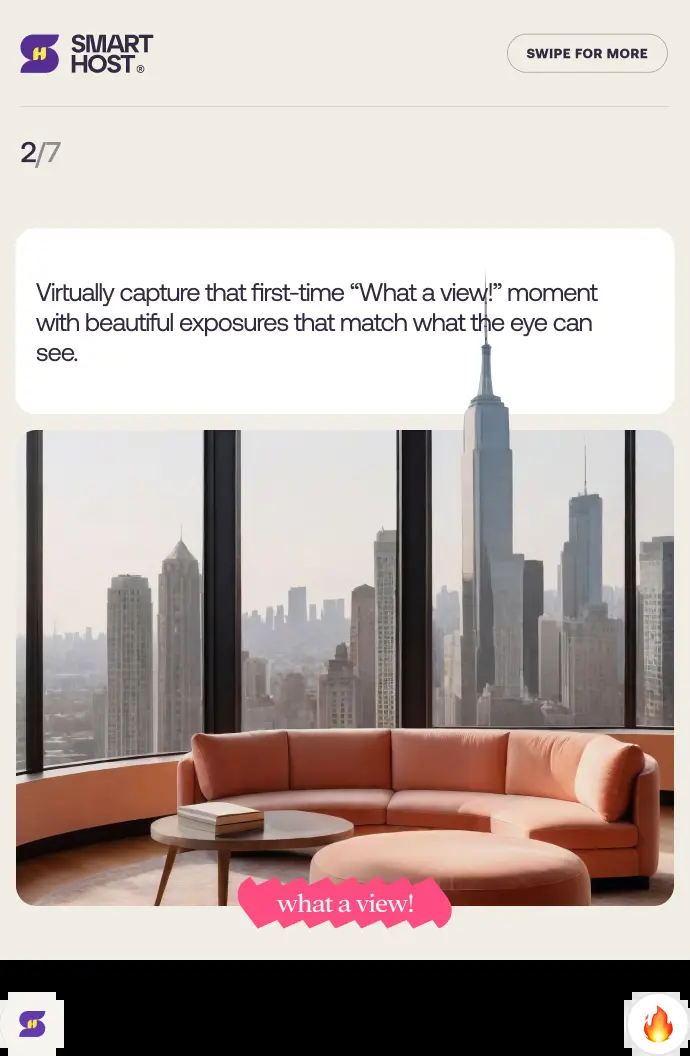 SMART
HOST®
SWIPE FOR MORE
2/7
Virtually capture that first-time “What a view!” moment
with beautiful exposures that match what the eye can
see.
what a view!